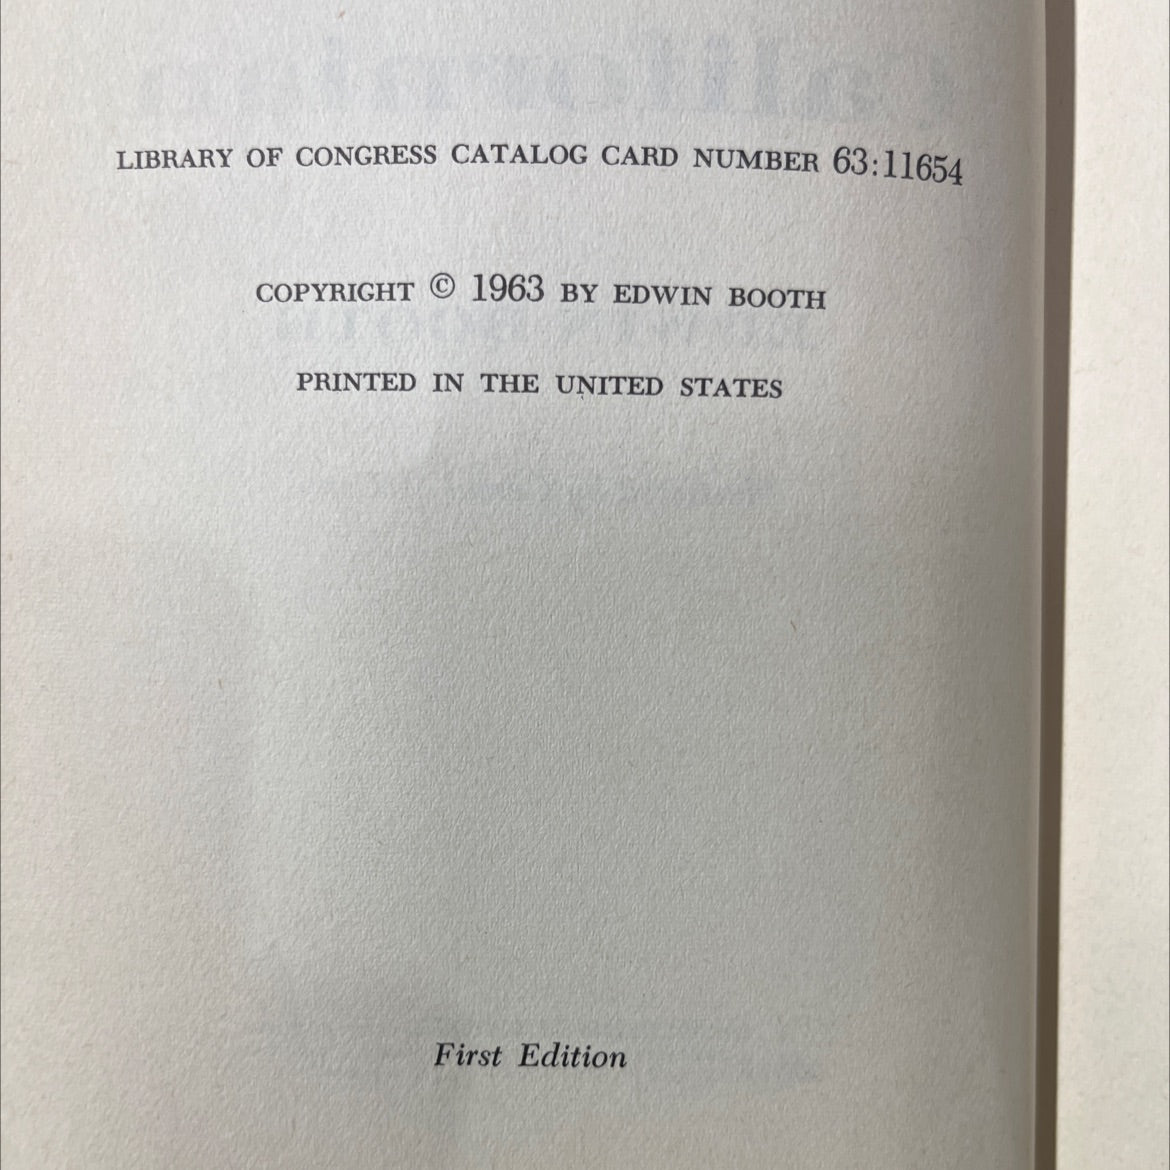 LIBRARY OF CONGRESS CATALOG CARD NUMBER 63:11654
COPYRIGHT © 1963 BY EDWIN BOOTH
PRINTED IN THE UNITED STATES
First Edition